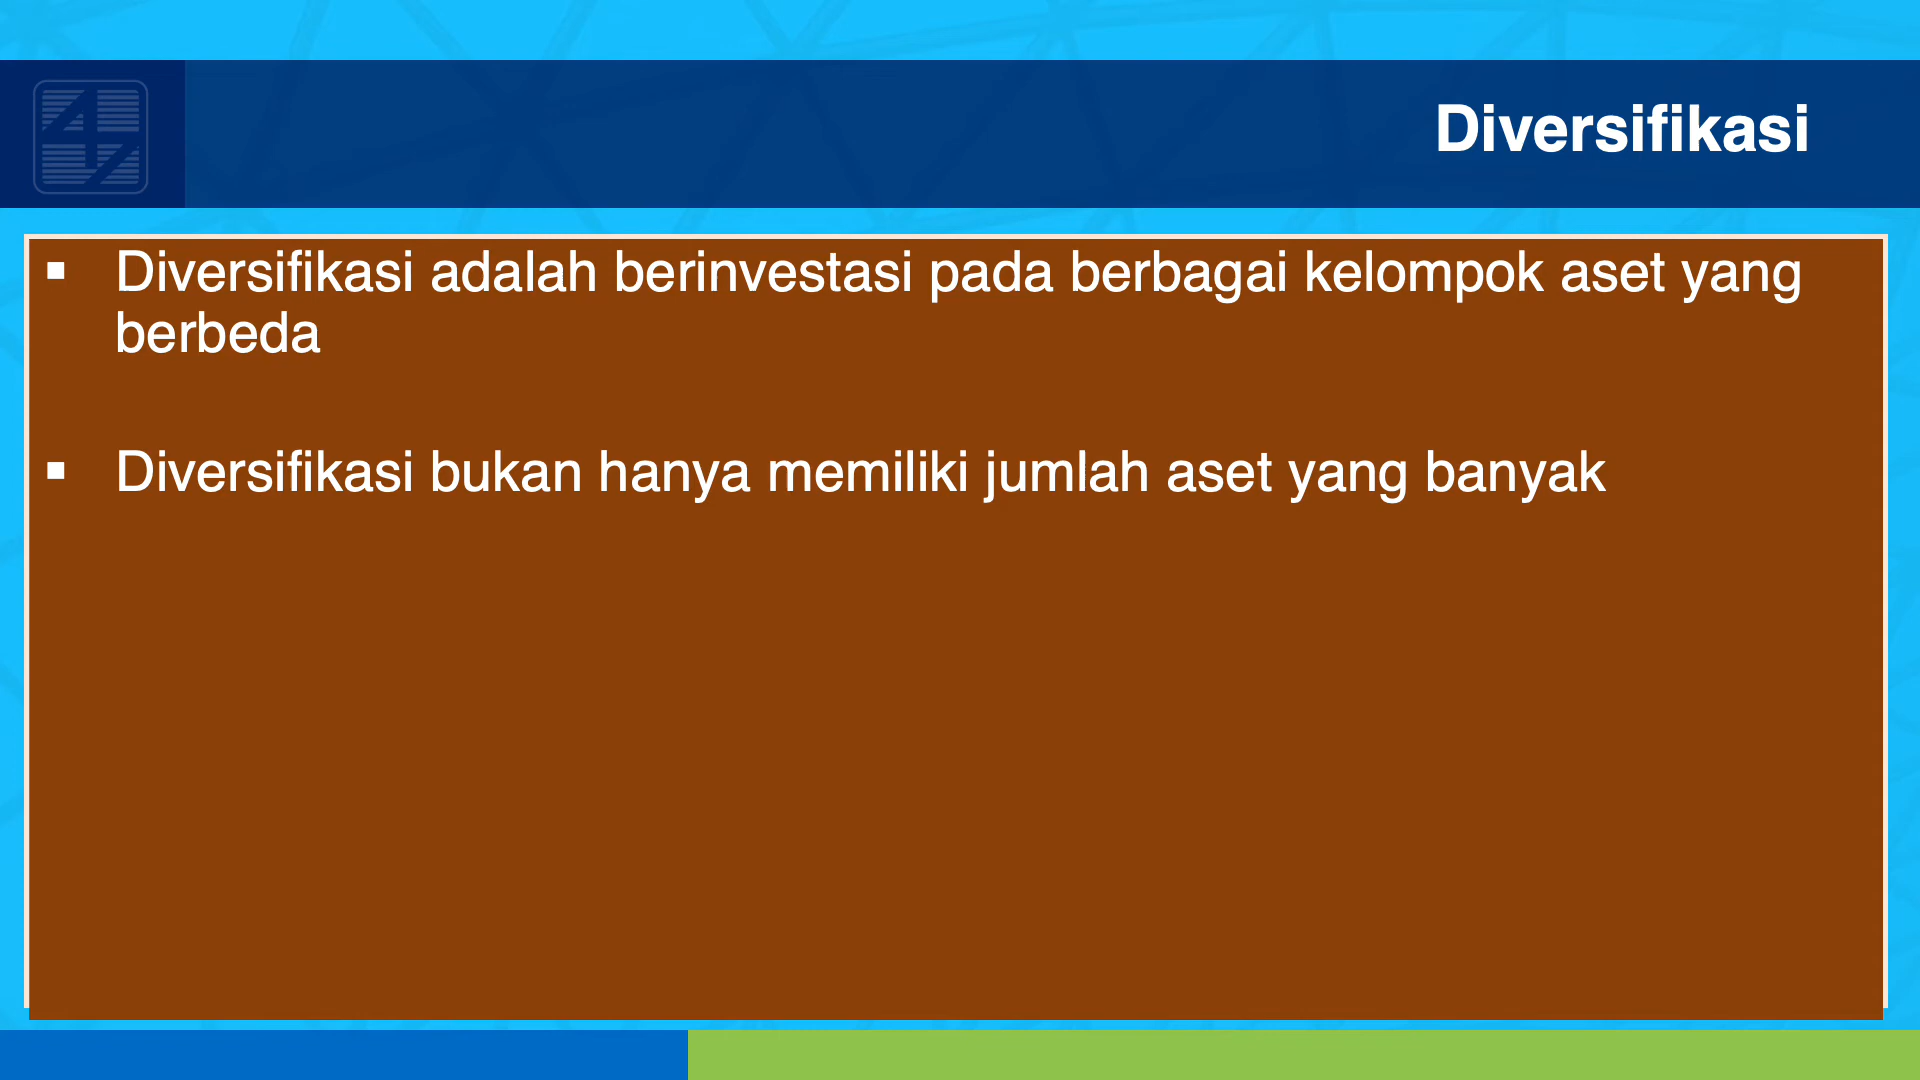 Diversifikasi
▪ Diversifikasi adalah berinvestasi pada berbagai kelompok aset yang
berbeda
▪ Diversifikasi bukan hanya memiliki jumlah aset yang banyak